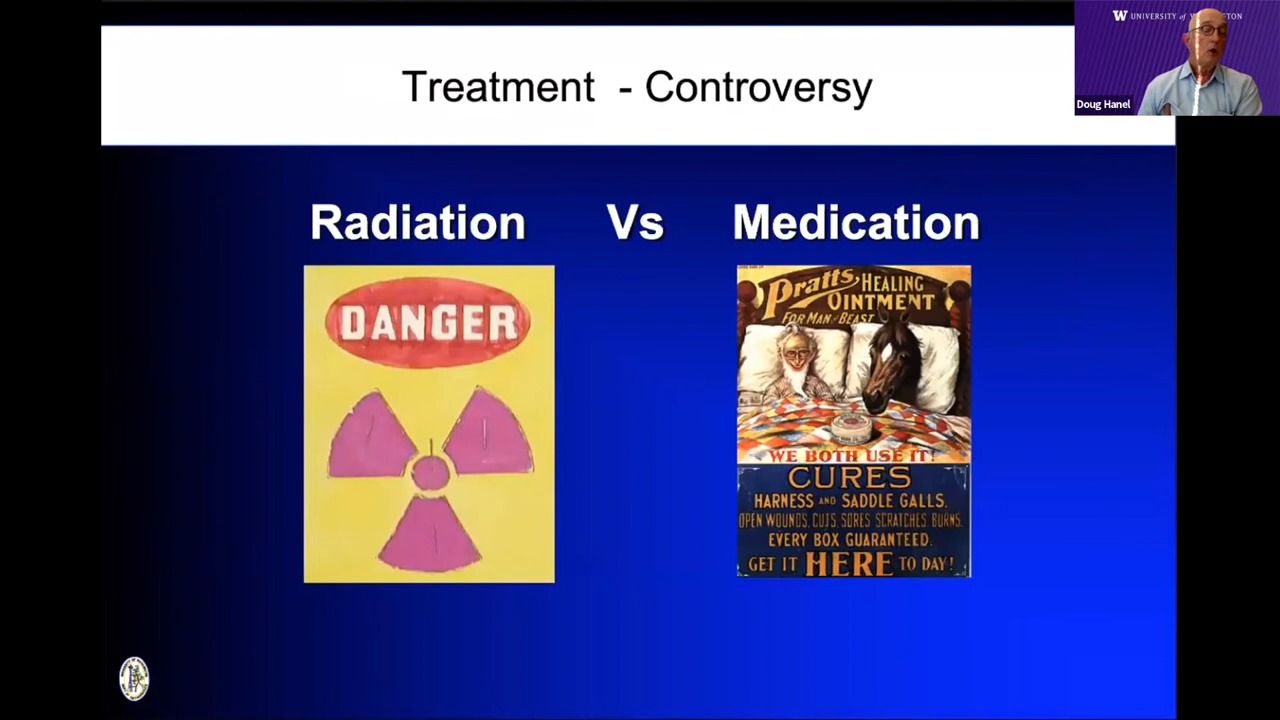 Treatment - Controversy
UNIVERSITY of
Doug Hanel
Radiation Vs Medication
DANGER
Pratts HEALING
OINTMENT
FOR MAN AND BEAST
WE BOTH USE IT!
CURES
HARNESS AND SADDLE GALLS.
OPEN WOUNDS, CUTS, SORES SCRATCHES, BURNS.
EVERY BOX GUARANTEED.
GET IT HERE TO DAY!